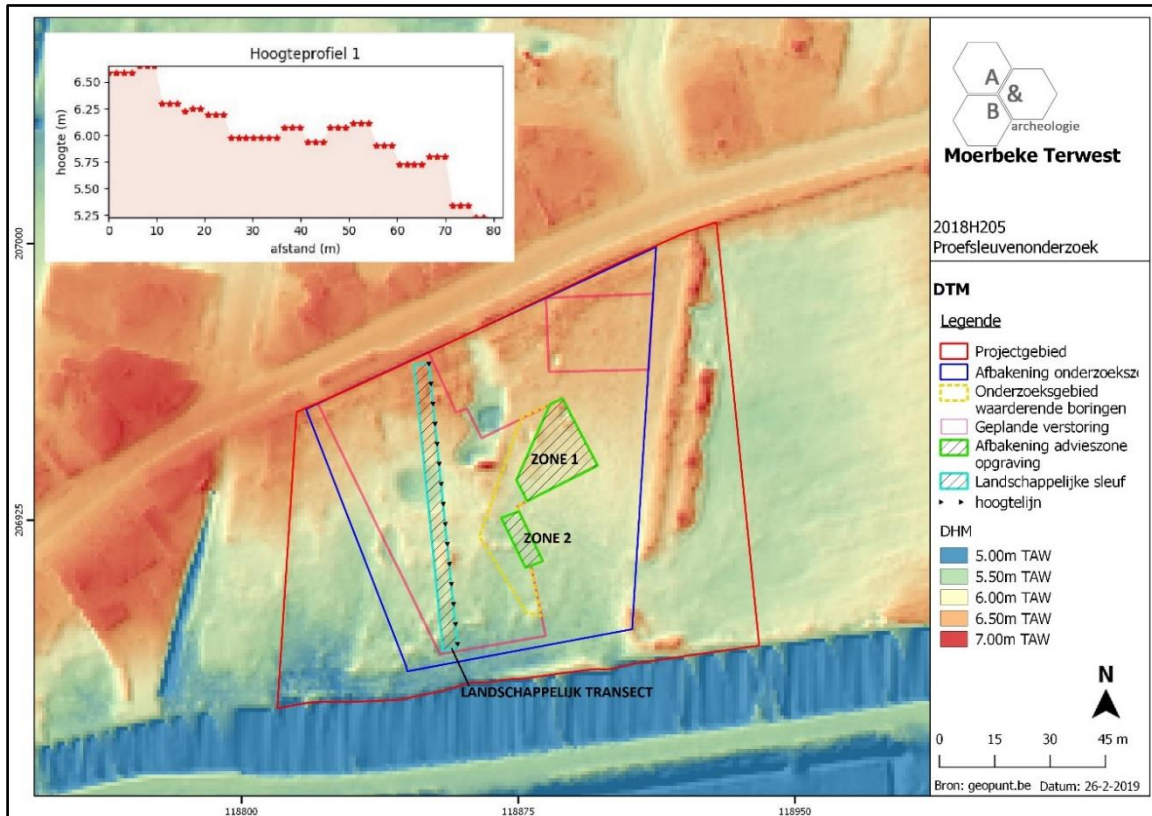 Hoogteprofiel 1
hoogte (m)
6.50
6.25
6.00
5.75
5.50
5.25
0 10 20 30 40 50 60 70 80
afstand (m)
207000
206925
118800
118875
118950
ZONE 1
ZONE 2
LANDSCHAPPELIJK TRANSECT
A
&
B
archeologie
Moerbeke Terwest
2018H205
Proefsleuvenonderzoek
DTM
Legende
Projectgebied
Afbakening onderzoeksz
Onderzoeksgebied
waarderende boringen
Geplande verstoring
Afbakening advieszone
opgraving
Landschappelijke sleuf
hoogtelijn
DHM
5.00m TAW
5.50m TAW
6.00m TAW
6.50m TAW
7.00m TAW
N
0 15 30 45 m
Bron: geopunt.be Datum: 26-2-2019